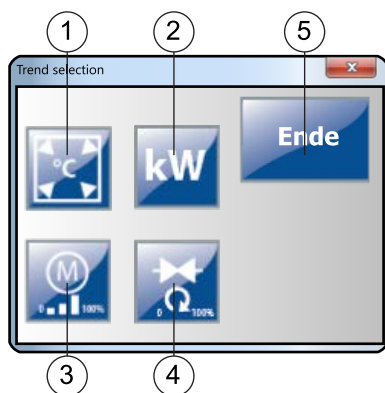 1 2 5
Trend selection x
°C kW Ende
M
0 100% 0 100%
3 4